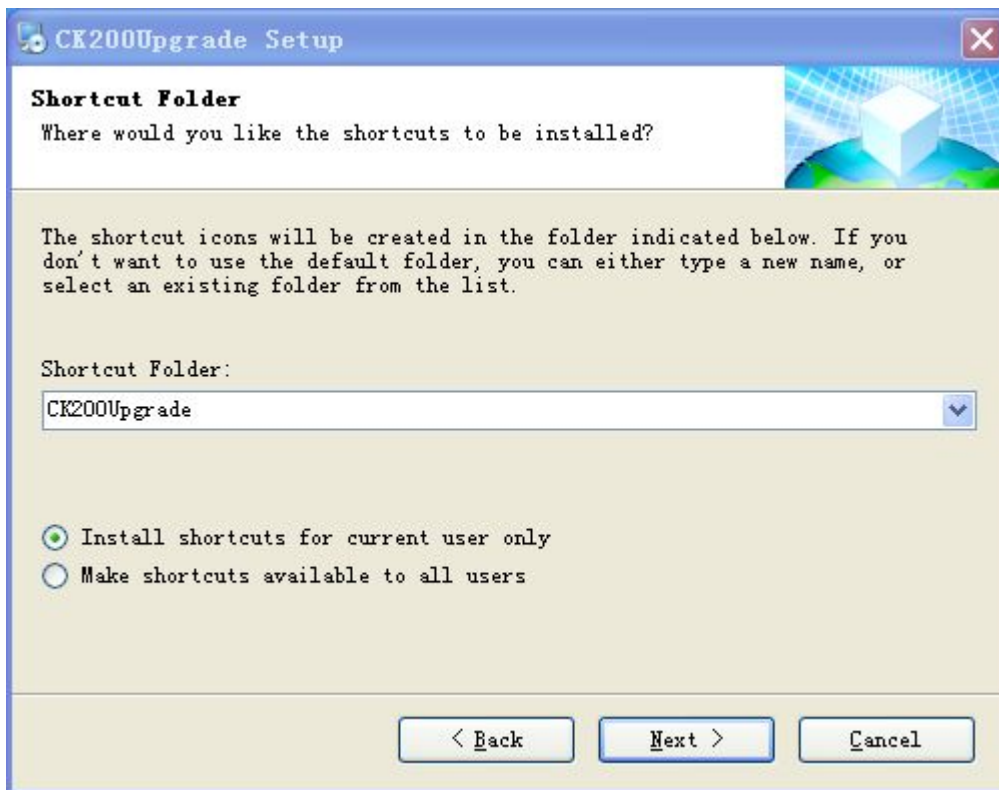 CK200Upgrade Setup
Shortcut Folder
Where would you like the shortcuts to be installed?
The shortcut icons will be created in the folder indicated below. If you
don't want to use the default folder, you can either type a new name, or
select an existing folder from the list.
Shortcut Folder:
CK200Upgrade
Install shortcuts for current user only
Make shortcuts available to all users
< Back Next > Cancel